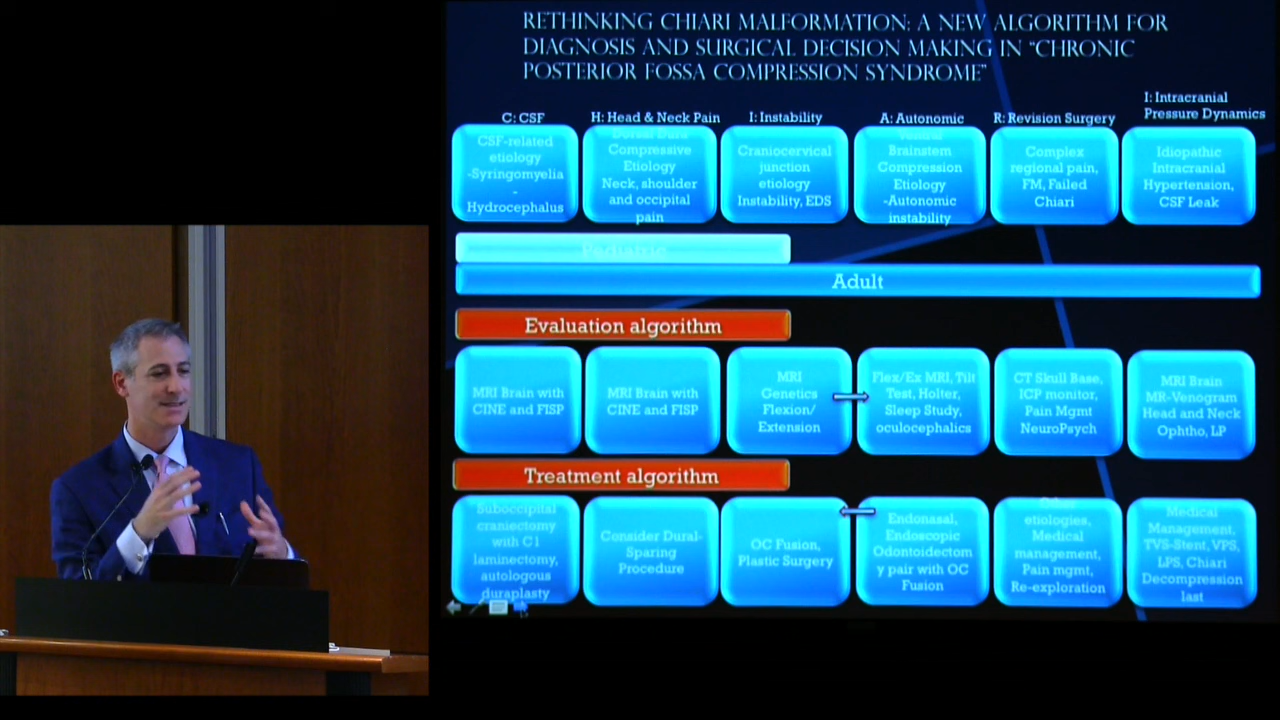 RETHINKING CHIARI MALFORMATION: A NEW ALGORITHM FOR
DIAGNOSIS AND SURGICAL DECISION MAKING IN "CHRONIC
POSTERIOR FOSSA COMPRESSION SYNDROME"
C: CSF
H: Head & Neck Pain
I: Instability
A: Autonomic
R: Revision Surgery
I: Intracranial
Pressure Dynamics
CSF-related
etiology
-Syringomyelia
-
Hydrocephalus
Dorsal Dura
Compressive
Etiology
Neck, shoulder
and occipital
pain
Craniocervical
junction
etiology
Instability, EDS
Ventral
Brainstem
Compression
Etiology
-Autonomic
instability
Complex
regional pain,
FM, Failed
Chiari
Idiopathic
Intracranial
Hypertension,
CSF Leak
Pediatric
Adult
Evaluation algorithm
MRI Brain with
CINE and FISP
MRI Brain with
CINE and FISP
MRI
Genetics
Flexion/
Extension
Flex/Ex MRI, Tilt
Test, Holter,
Sleep Study,
oculocephalics
CT Skull Base,
ICP monitor,
Pain Mgmt
NeuroPsych
MRI Brain
MR-Venogram
Head and Neck
Ophtho, LP
Treatment algorithm
Suboccipital
craniectomy
with C1
laminectomy,
autologous
duraplasty
Consider Dural-
Sparing
Procedure
OC Fusion,
Plastic Surgery
Endonasal,
Endoscopic
Odontoidectom
y pair with OC
Fusion
etiologies,
Medical
management,
Pain mgmt,
Re-exploration
Medical
Management,
TVS-Stent, VPS,
LPS, Chiari
Decompression
last